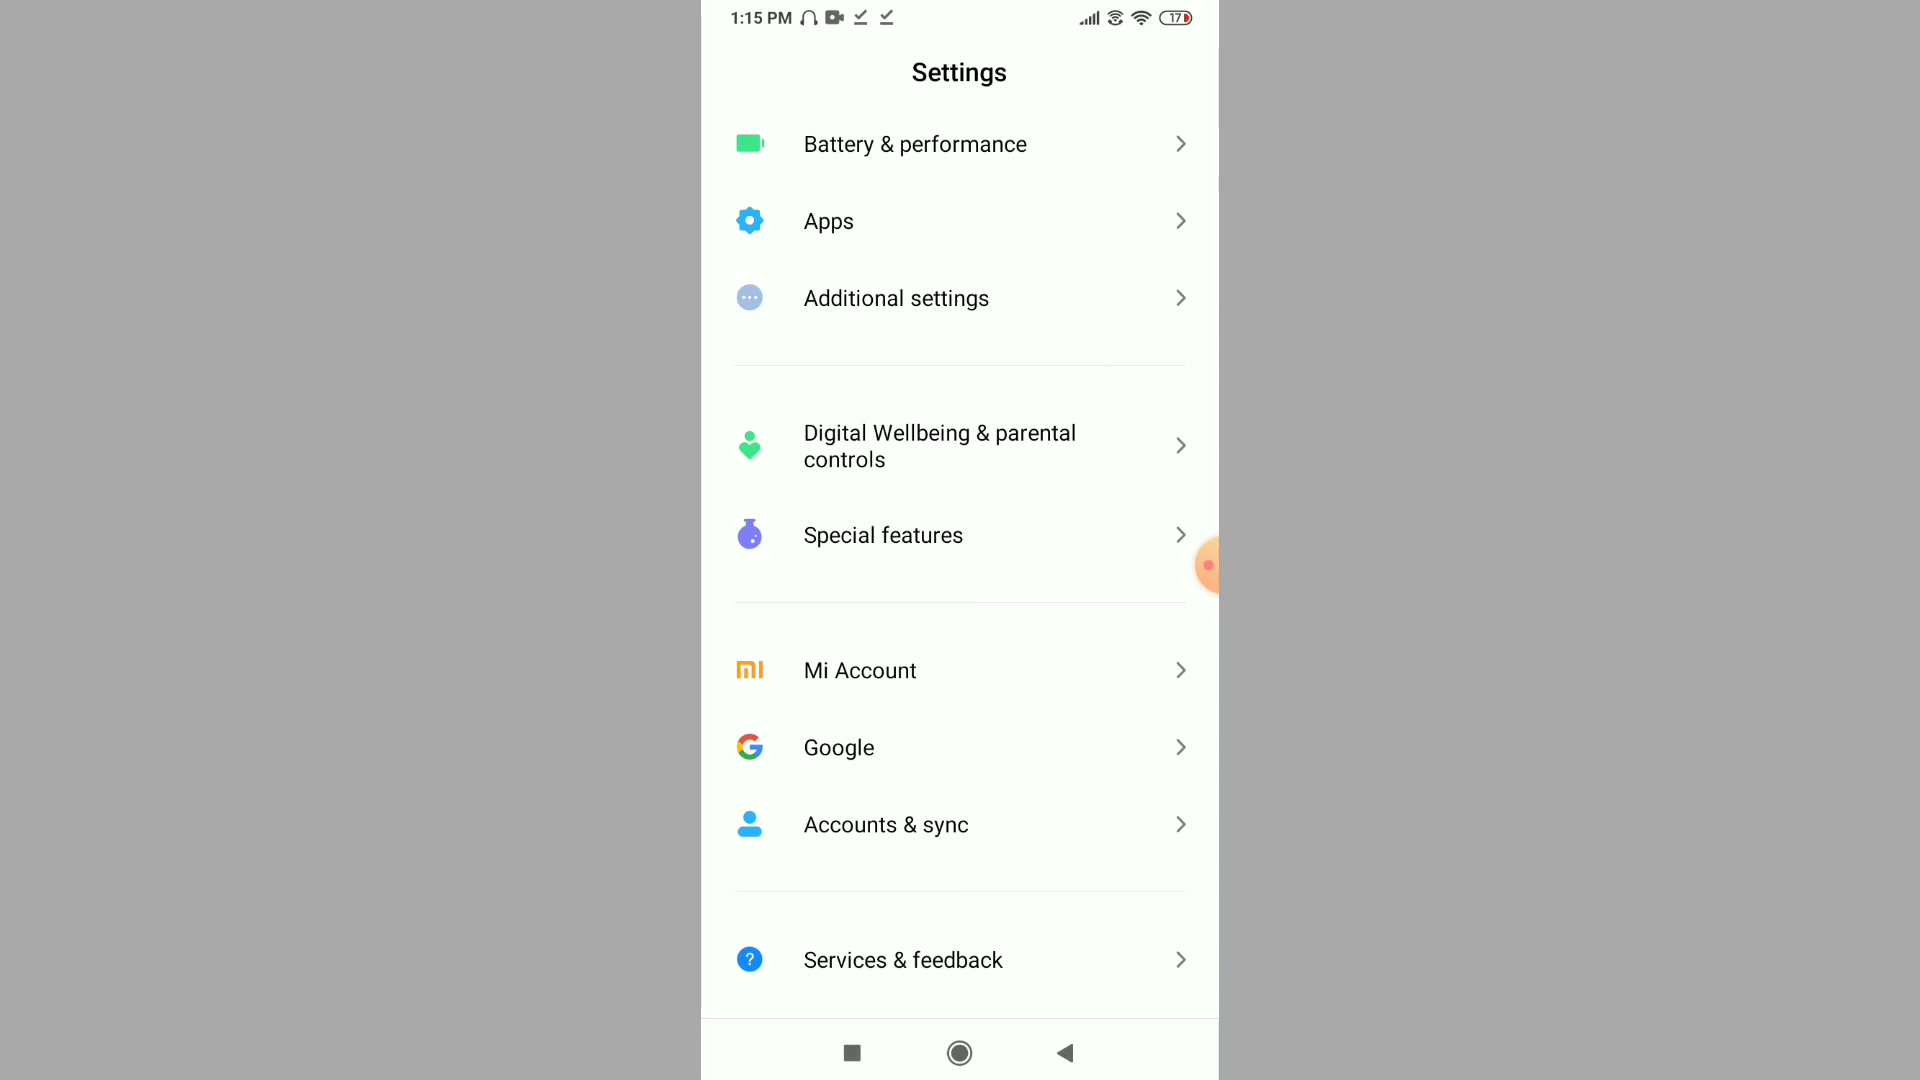 1:15 PM
17
Settings
Battery & performance
Apps
Additional settings
Digital Wellbeing & parental
controls
Special features
Mi Account
Google
Accounts & sync
Services & feedback